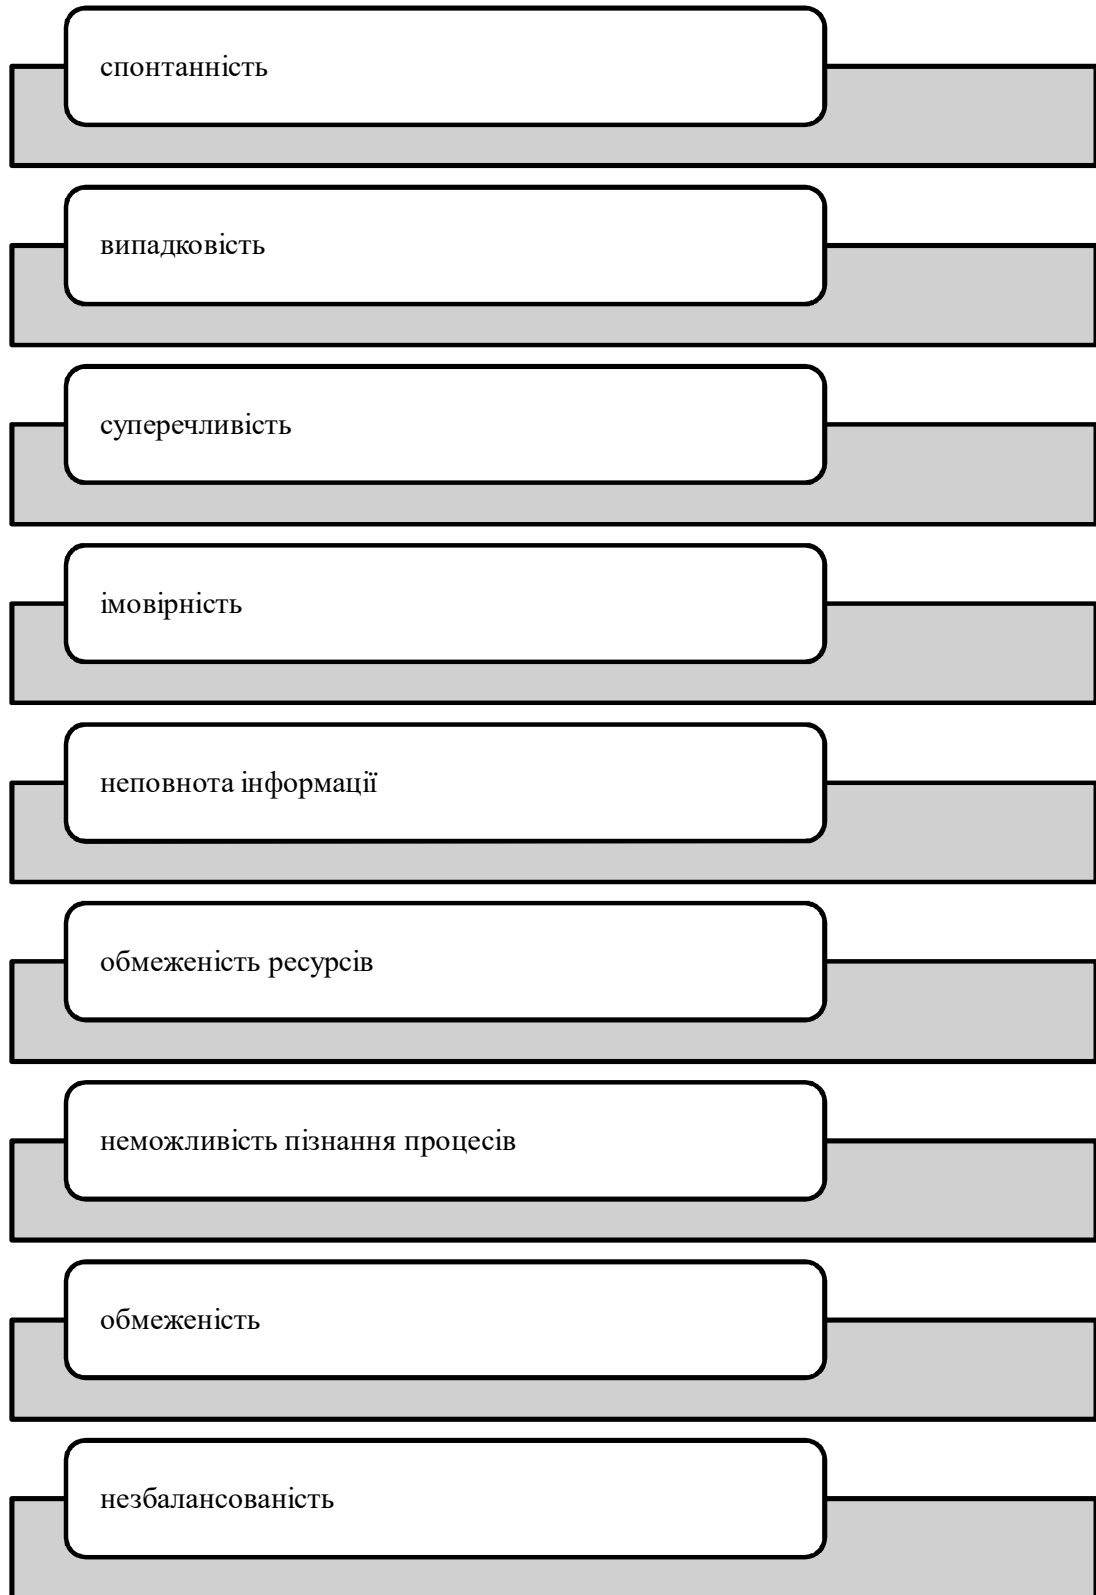 спонтанність
випадковість
суперечливість
імовірність
неповнота інформації
обмеженість ресурсів
неможливість пізнання процесів
обмеженість
незбалансованість